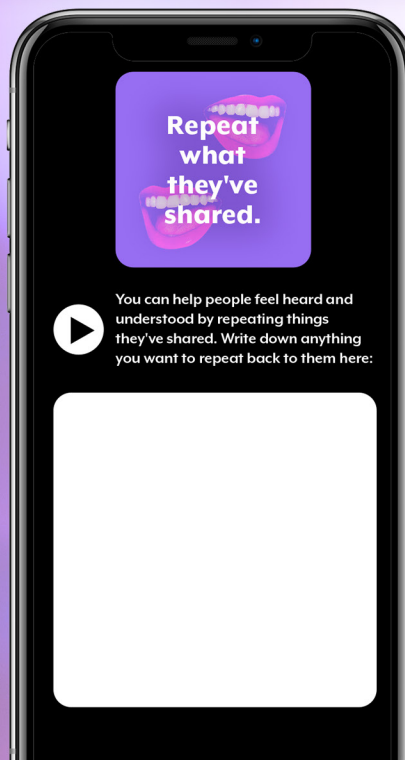 Repeat
what
they've
shared.
You can help people feel heard and
understood by repeating things
they've shared. Write down anything
you want to repeat back to them here: